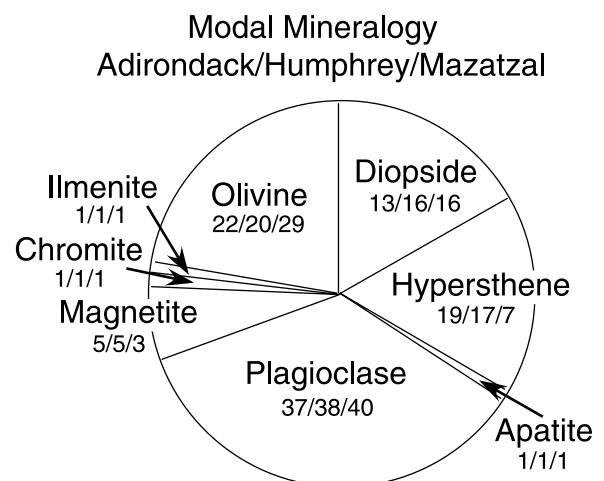 Modal Mineralogy
Adirondack/Humphrey/Mazatzal
Diopside
13/16/16
Ilmenite
1/1/1
Olivine
22/20/29
Chromite
1/1/1
Hypersthene
19/17/7
Magnetite
5/5/3
Plagioclase
37/38/40
Apatite
1/1/1